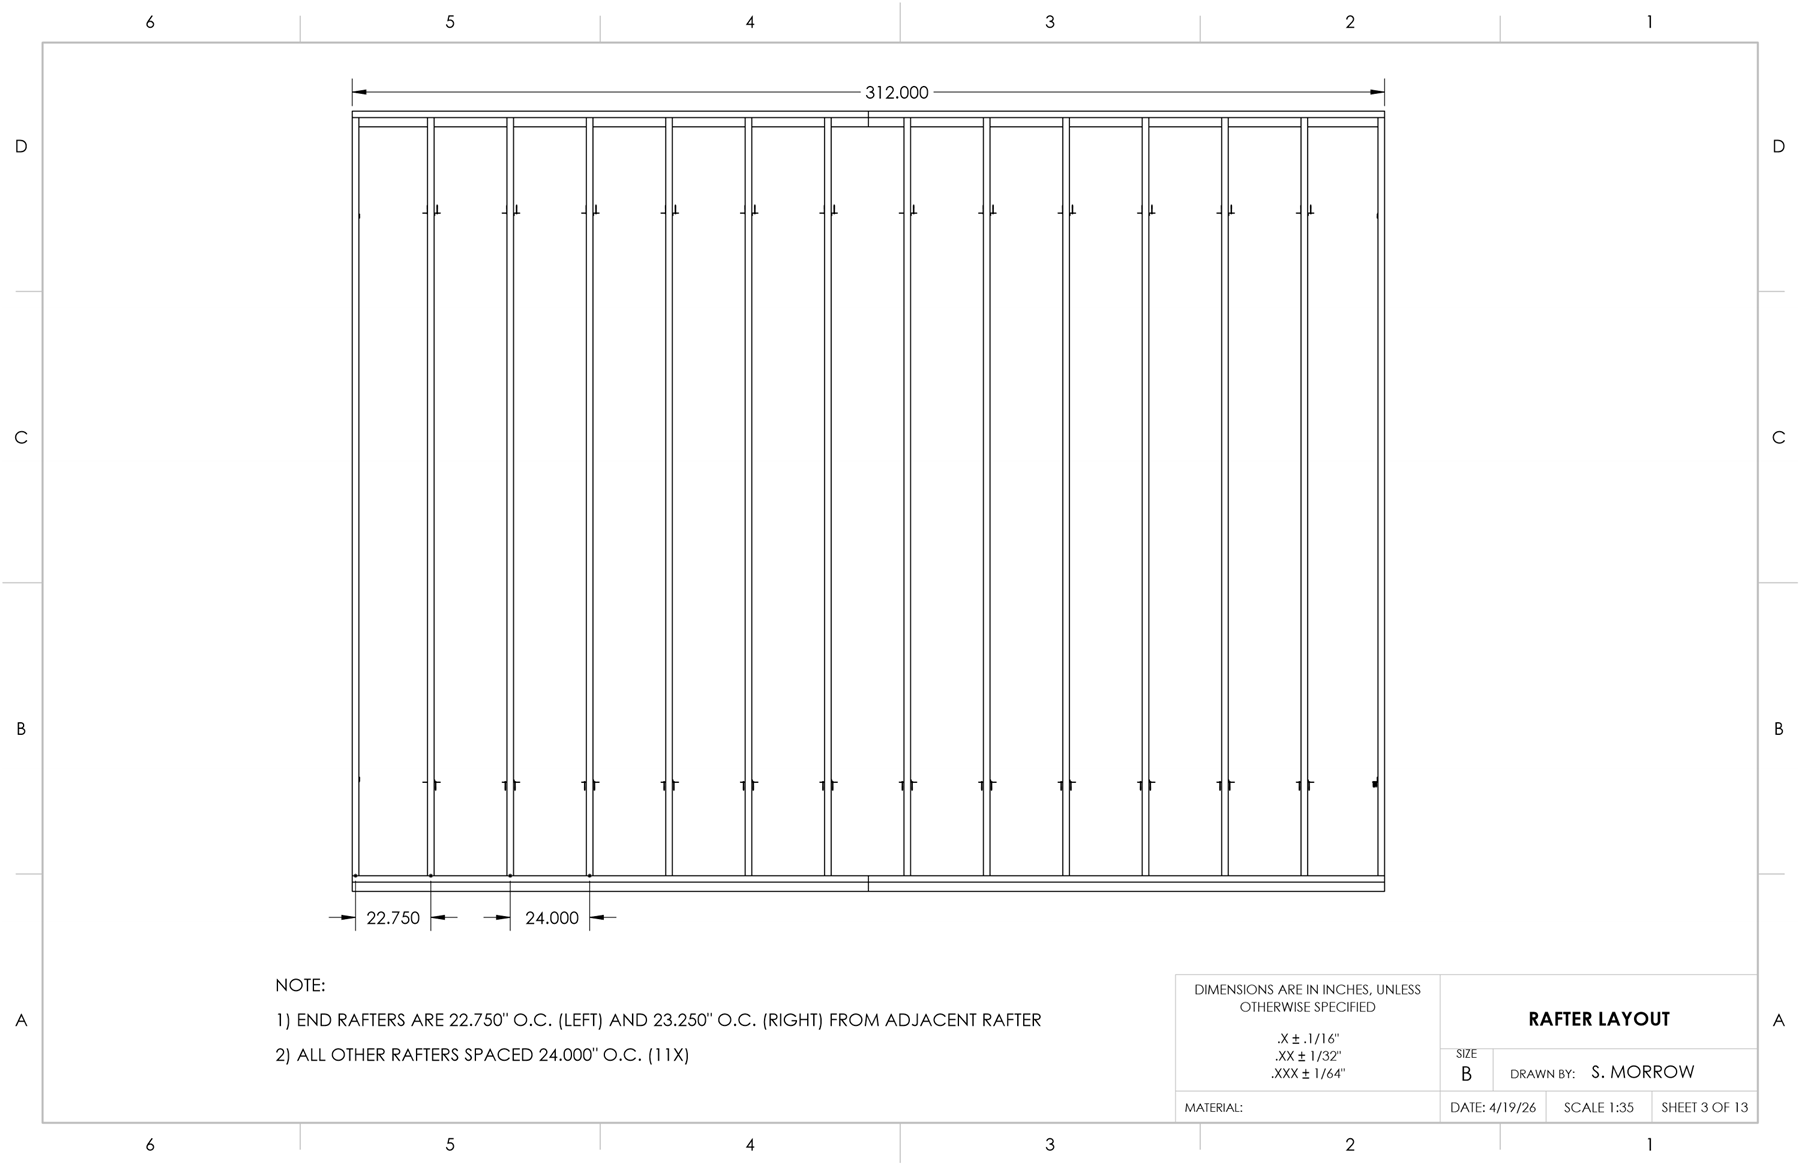 6 5 4 3 2 1
312.000
D D
C C
B B
22.750 24.000
NOTE:
1) END RAFTERS ARE 22.750" O.C. (LEFT) AND 23.250" O.C. (RIGHT) FROM ADJACENT RAFTER
2) ALL OTHER RAFTERS SPACED 24.000" O.C. (11X)
A A
DIMENSIONS ARE IN INCHES, UNLESS
OTHERWISE SPECIFIED
.X ± .1/16"
.XX ± 1/32"
.XXX ± 1/64"
MATERIAL:
RAFTER LAYOUT
SIZE
B
DRAWN BY: S. MORROW
DATE: 4/19/26 SCALE 1:35 SHEET 3 OF 13
6 5 4 3 2 1